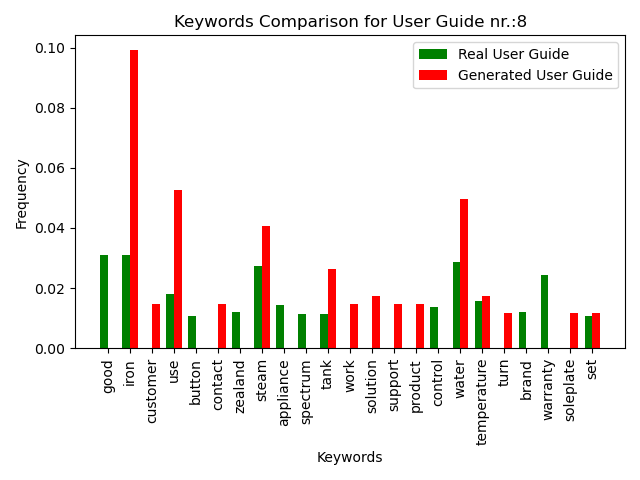 Keywords Comparison for User Guide nr.:8
Real User Guide
Generated User Guide
Frequency
0.10
0.08
0.06
0.04
0.02
0.00
good
iron
customer
use
button
contact
zealand
steam
appliance
spectrum
tank
work
solution
support
product
control
water
temperature
turn
brand
warranty
soleplate
set
Keywords